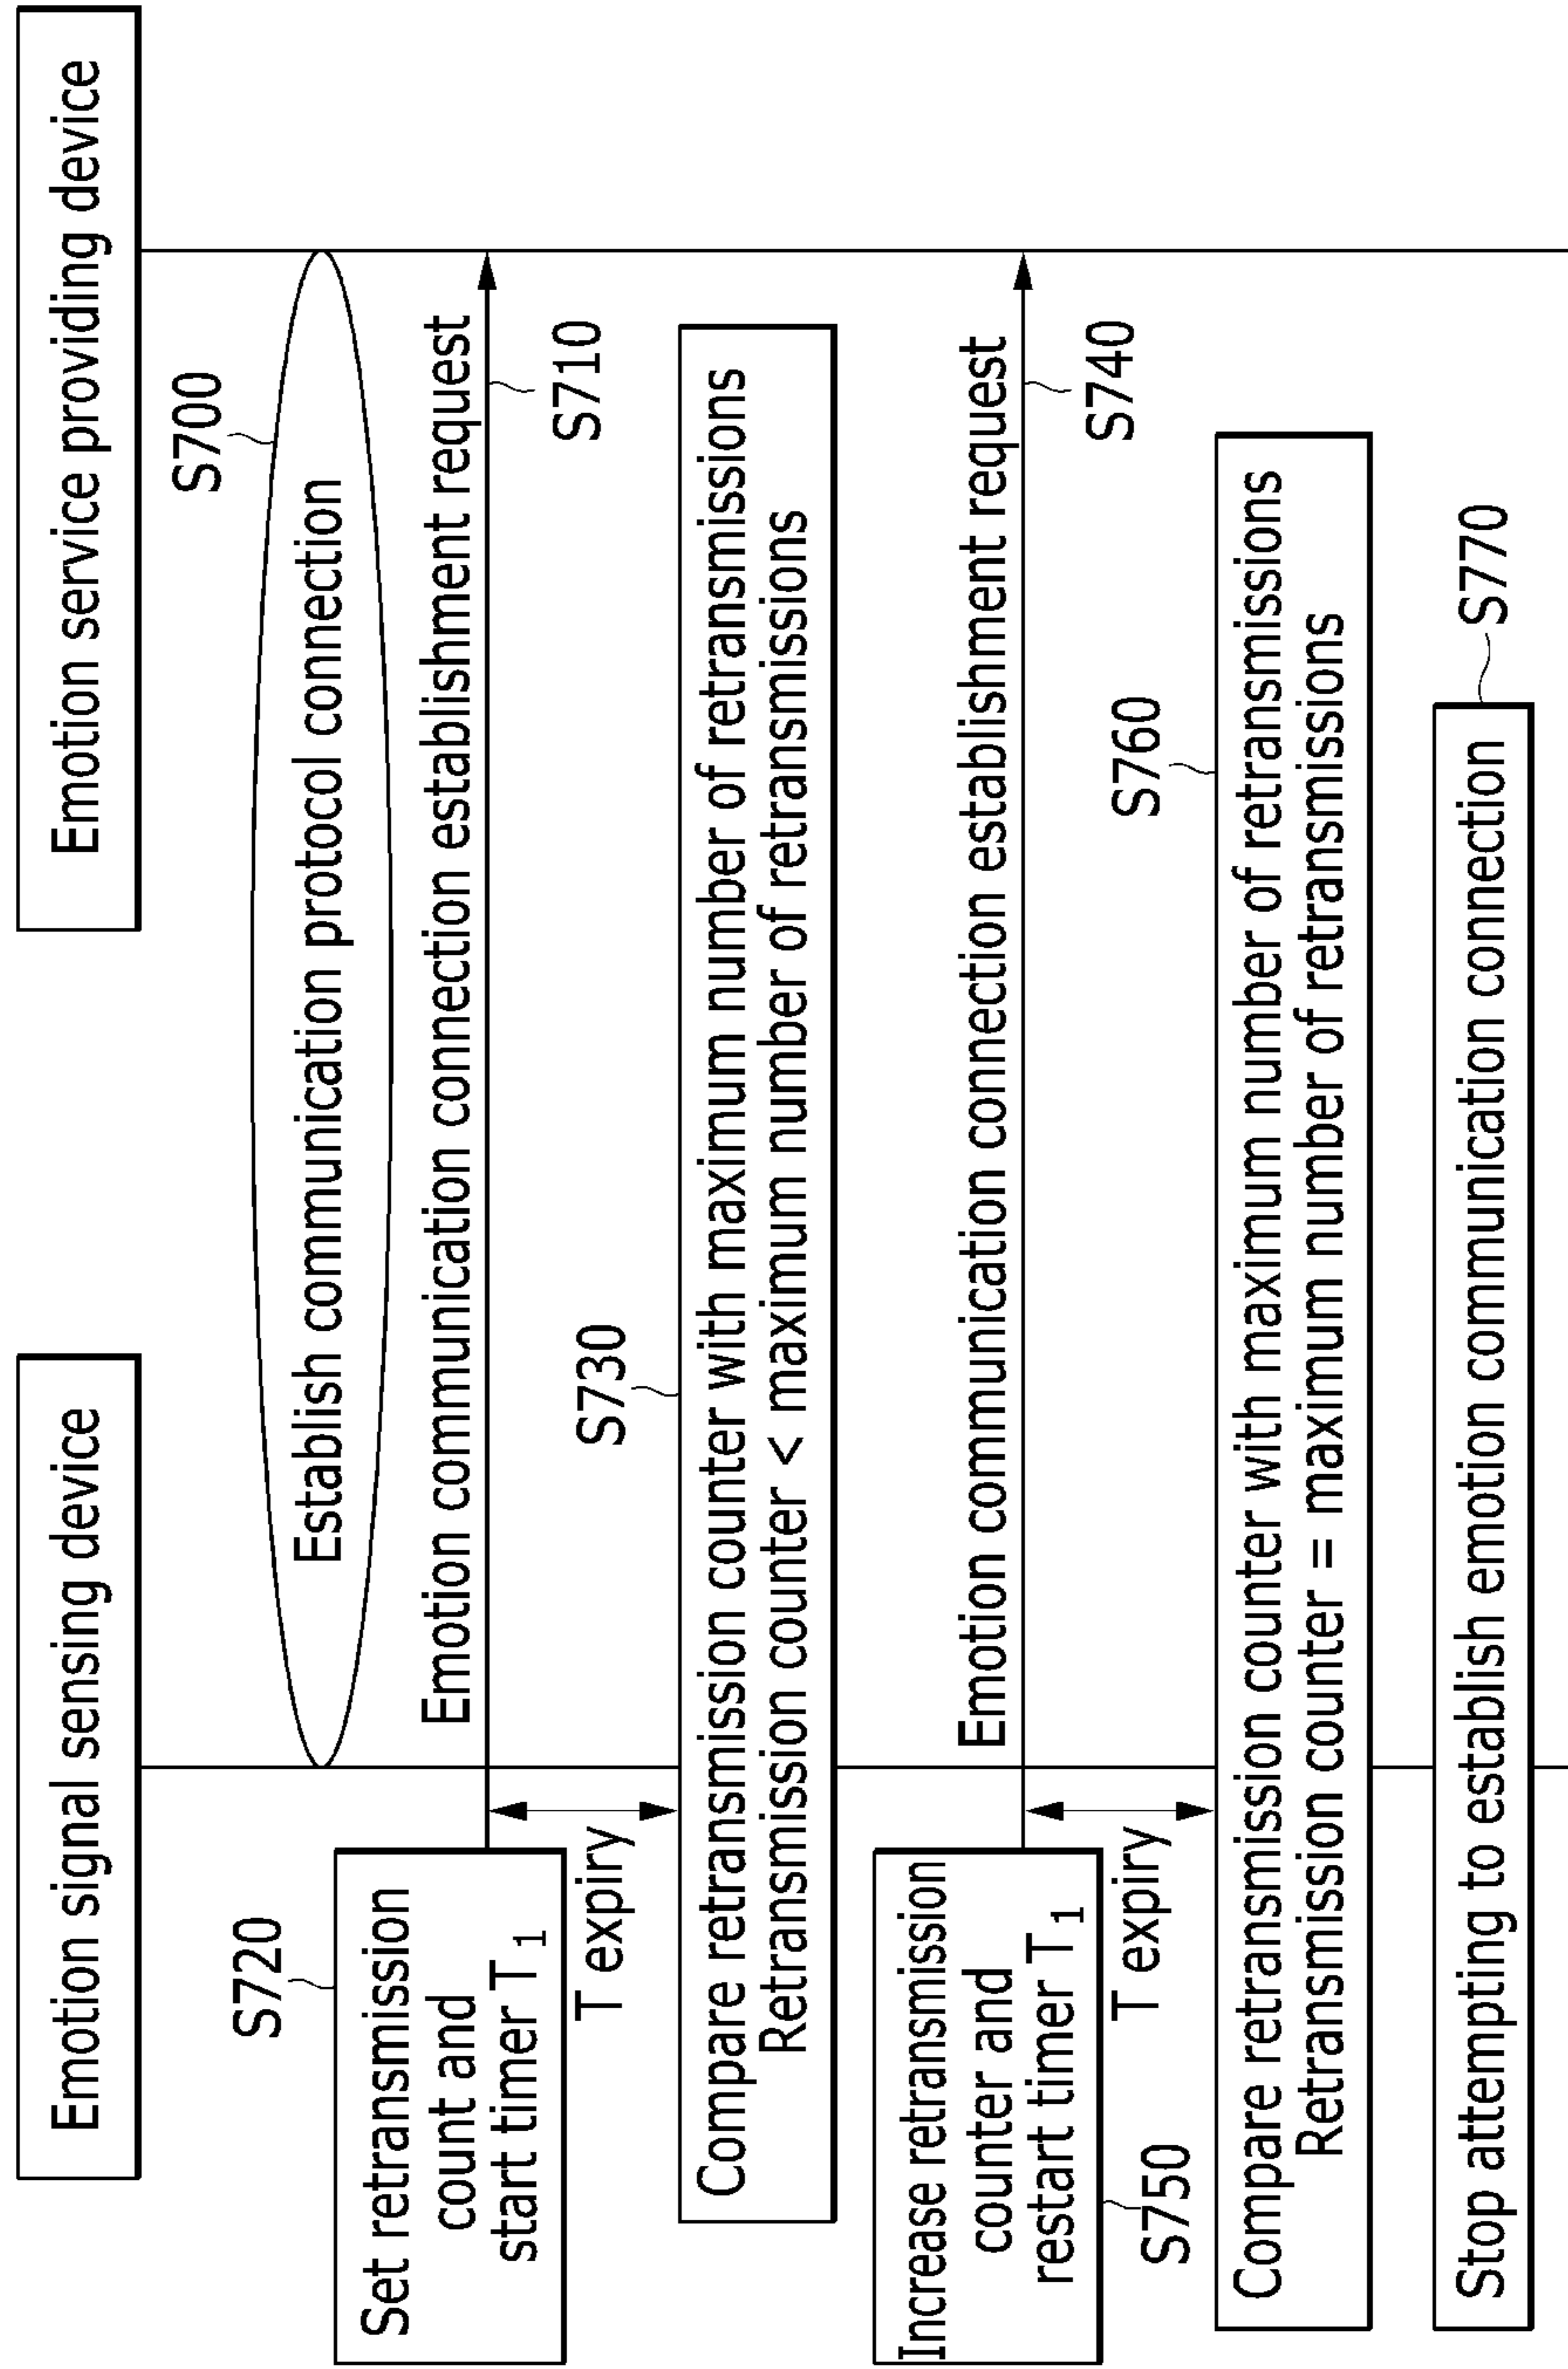 Emotion signal sensing device
Emotion service providing device
S700
Establish communication protocol connection
S720
Set retransmission
count and
start timer T1
Emotion communication connection establishment request
S710
T expiry
S730
Compare retransmission counter with maximum number of retransmissions
Retransmission counter < maximum number of retransmissions
Increase retransmission
counter and
restart timer T1
S750
Emotion communication connection establishment request
S740
T expiry
S760
Compare retransmission counter with maximum number of retransmissions
Retransmission counter = maximum number of retransmissions
Stop attempting to establish emotion communication connection
S770